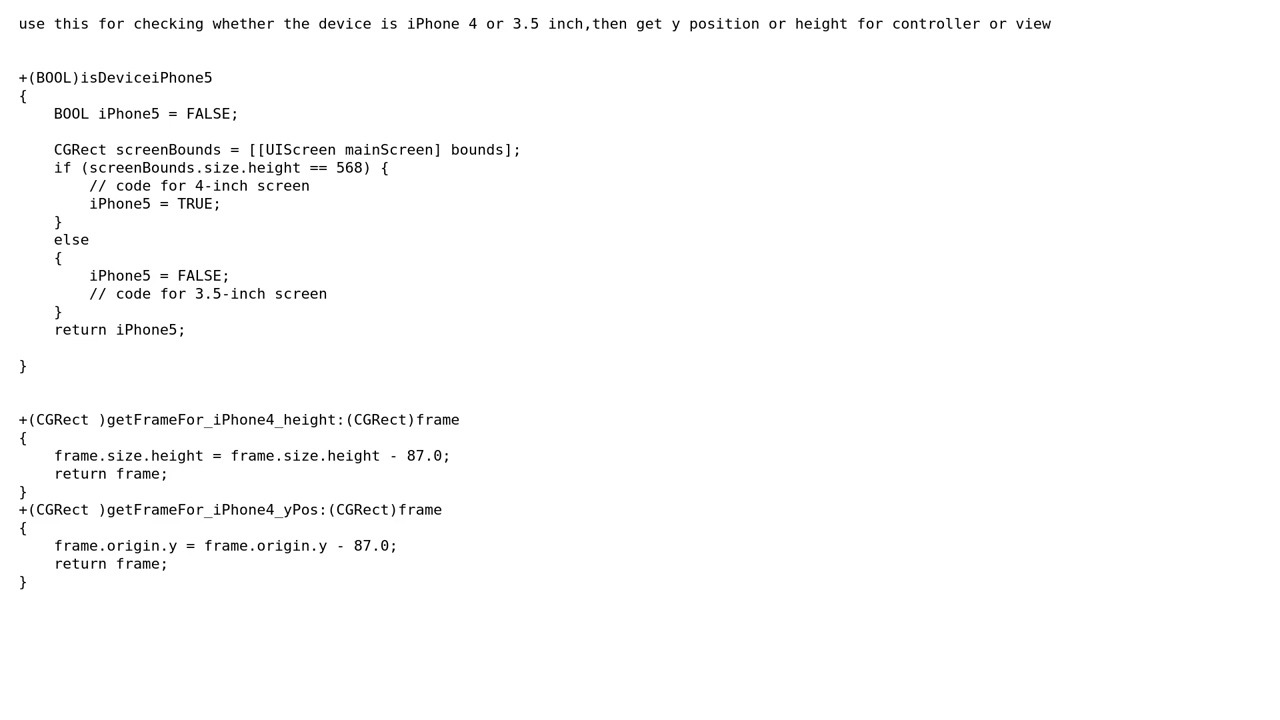 use this for checking whether the device is iPhone 4 or 3.5 inch,then get y position or height for controller or view
+(BOOL)isDeviceiPhone5
{
    BOOL iPhone5 = FALSE;
    CGRect screenBounds = [[UIScreen mainScreen] bounds];
    if (screenBounds.size.height == 568) {
        // code for 4-inch screen
        iPhone5 = TRUE;
    }
    else
    {
        iPhone5 = FALSE;
        // code for 3.5-inch screen
    }
    return iPhone5;
}
+(CGRect )getFrameFor_iPhone4_height:(CGRect)frame
{
    frame.size.height = frame.size.height - 87.0;
    return frame;
}
+(CGRect )getFrameFor_iPhone4_yPos:(CGRect)frame
{
    frame.origin.y = frame.origin.y - 87.0;
    return frame;
}